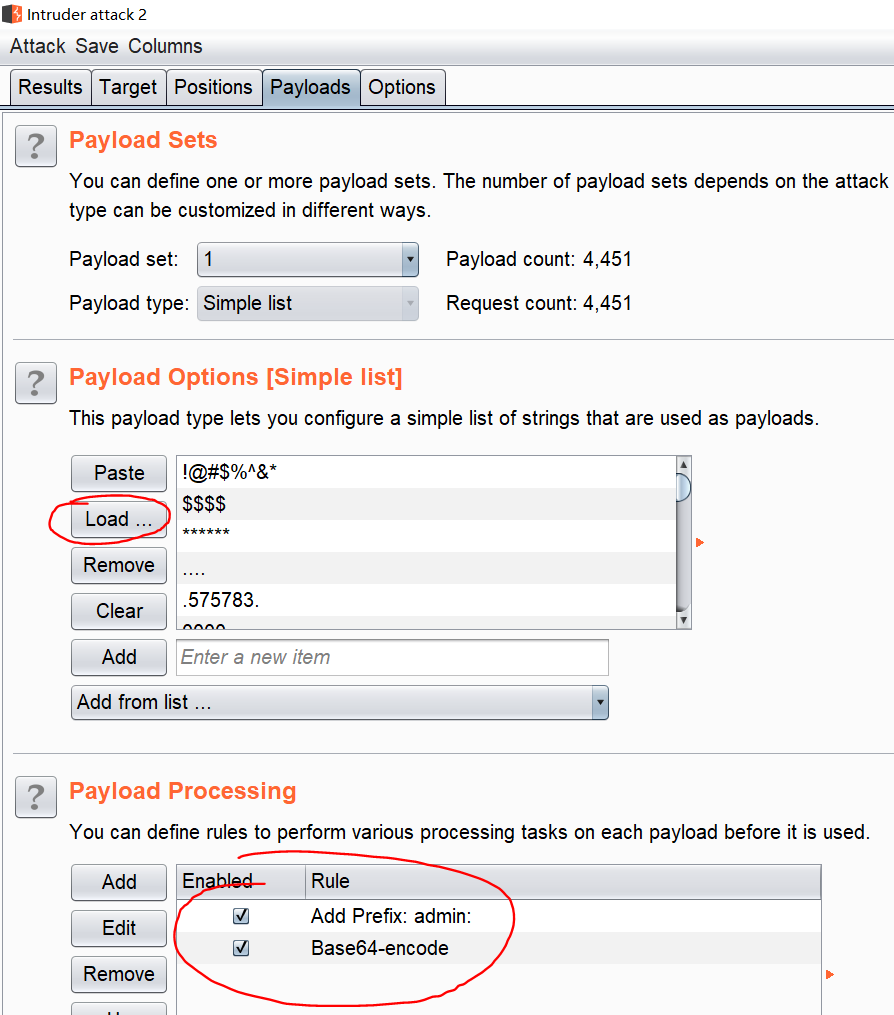 Intruder attack 2
Attack Save Columns
Results Target Positions Payloads Options
? Payload Sets
You can define one or more payload sets. The number of payload sets depends on the attack
type can be customized in different ways.
Payload set: 1 Payload count: 4,451
Payload type: Simple list Request count: 4,451
? Payload Options [Simple list]
This payload type lets you configure a simple list of strings that are used as payloads.
Paste !@#$%^&*
Load ... $$$$
******
Remove ....
Clear .575783.
Add Enter a new item
Add from list ...
? Payload Processing
You can define rules to perform various processing tasks on each payload before it is used.
Add Enabled Rule
Add Prefix: admin:
Edit
Base64-encode
Remove